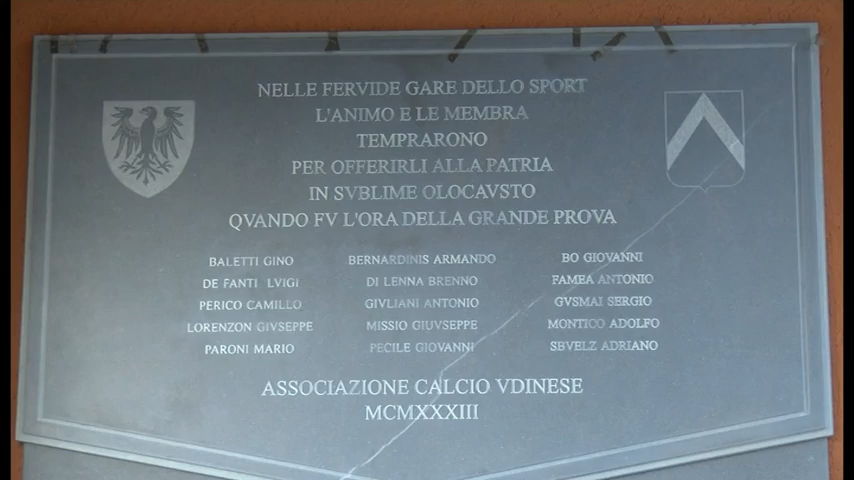 NELLE FERVIDE GARE DELLO SPORT
L'ANIMO E LE MEMBRA
TEMPRARONO
PER OFFERIRLI ALLA PATRIA
IN SVBLIME OLOCAVSTO
QVANDO FV L'ORA DELLA GRANDE PROVA
BALETTI GINO BERNARDINIS ARMANDO BO GIOVANNI
DE FANTI LVIGI DI LENNA BRENNO FAMEA ANTONIO
PERICO CAMILLO GIVLIANI ANTONIO GVSMAI SERGIO
LORENZON GIVSEPPE MISSIO GIUVSEPPE MONTICO ADOLFO
PARONI MARIO PECILE GIOVANNI SBVELZ ADRIANO
ASSOCIAZIONE CALCIO VDINESE
MCMXXXIII